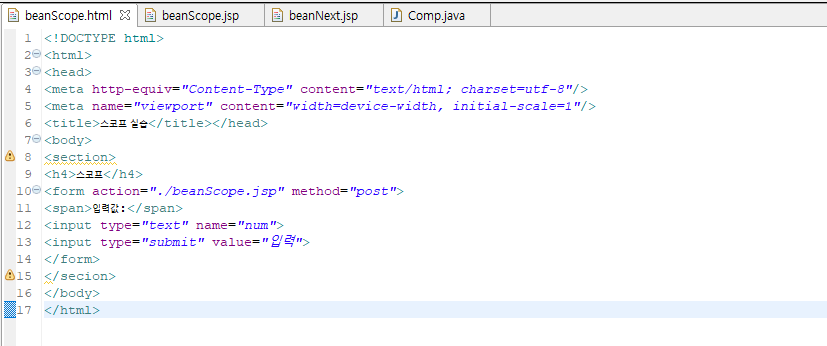 beanScope.html beanScope.jsp beanNext.jsp Comp.java
1 <!DOCTYPE html>
2 <html>
3 <head>
4 <meta http-equiv="Content-Type" content="text/html; charset=utf-8"/>
5 <meta name="viewport" content="width=device-width, initial-scale=1"/>
6 <title>스코프 실습</title></head>
7 <body>
8 <section>
9 <h4>스코프</h4>
10 <form action="./beanScope.jsp" method="post">
11 <span>입력값:</span>
12 <input type="text" name="num">
13 <input type="submit" value="입력">
14 </form>
15 </secion>
16 </body>
17 </html>